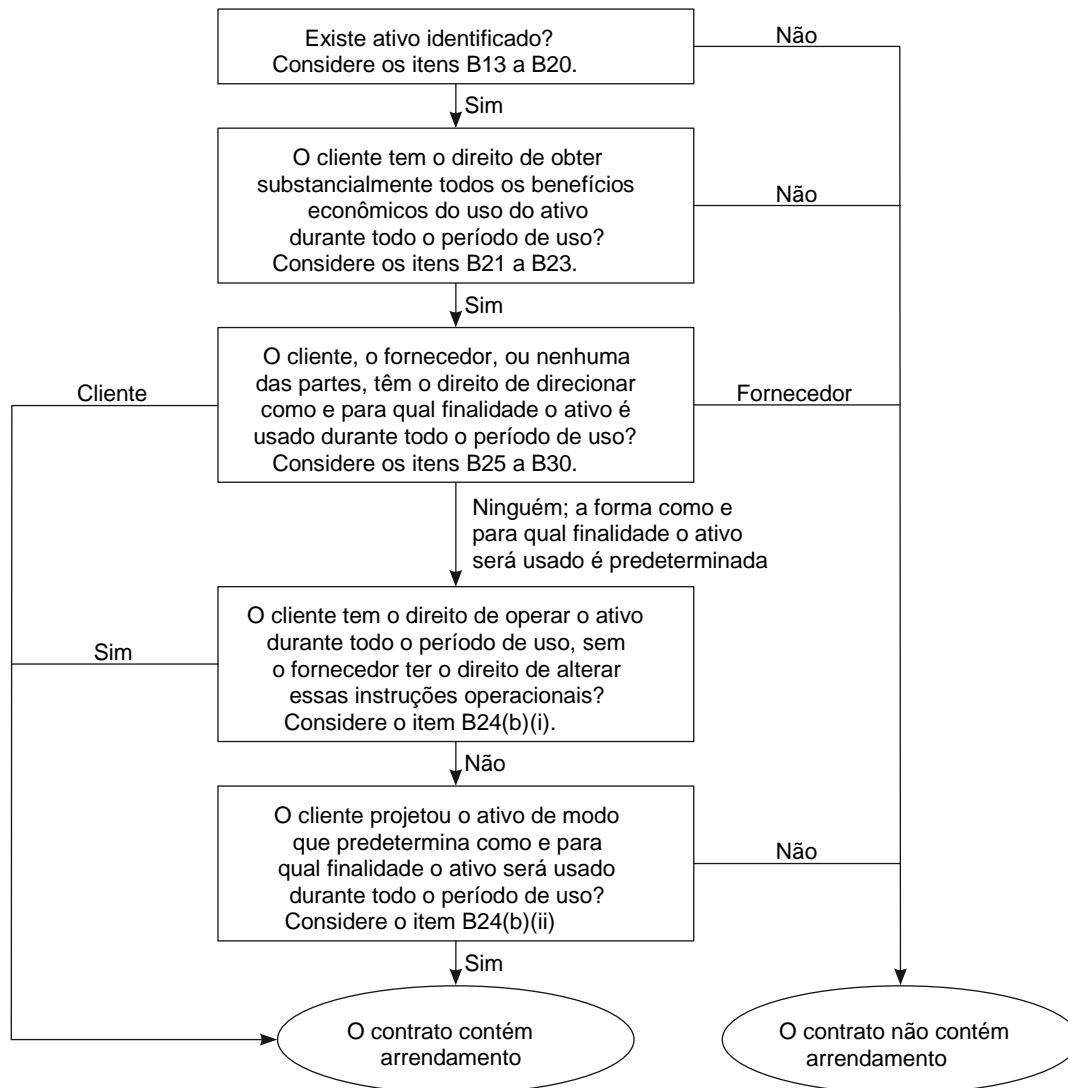 Existe ativo identificado?
Considere os itens B13 a B20.
Não
Sim
O cliente tem o direito de obter
substancialmente todos os benefícios
econômicos do uso do ativo
durante todo o período de uso?
Considere os itens B21 a B23.
Não
Sim
O cliente, o fornecedor, ou nenhuma
das partes, têm o direito de direcionar
como e para qual finalidade o ativo é
usado durante todo o período de uso?
Considere os itens B25 a B30.
Cliente
Fornecedor
Ninguém; a forma como e
para qual finalidade o ativo
será usado é predeterminada
O cliente tem o direito de operar o ativo
durante todo o período de uso, sem
o fornecedor ter o direito de alterar
essas instruções operacionais?
Considere o item B24(b)(i).
Sim
Não
O cliente projetou o ativo de modo
que predetermina como e para
qual finalidade o ativo será usado
durante todo o período de uso?
Considere o item B24(b)(ii)
Não
Sim
O contrato contém
arrendamento
O contrato não contém
arrendamento